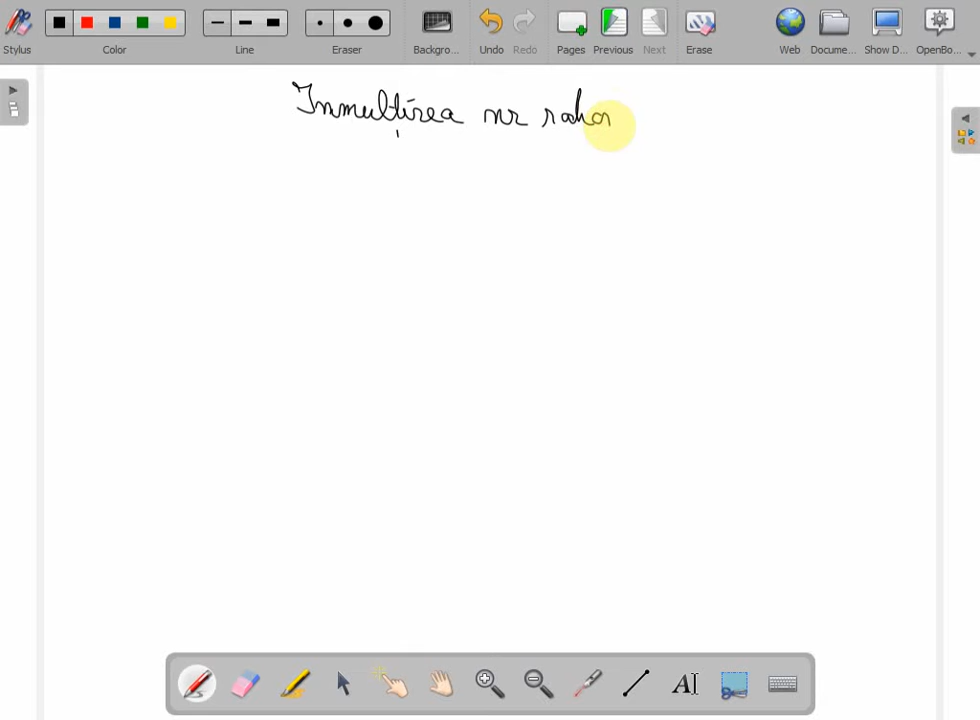 Stylus Color Line Eraser Backgro... Undo Redo Pages Previous Next Erase Web Docume... Show D... OpenBo...
Inmulțirea nr
A